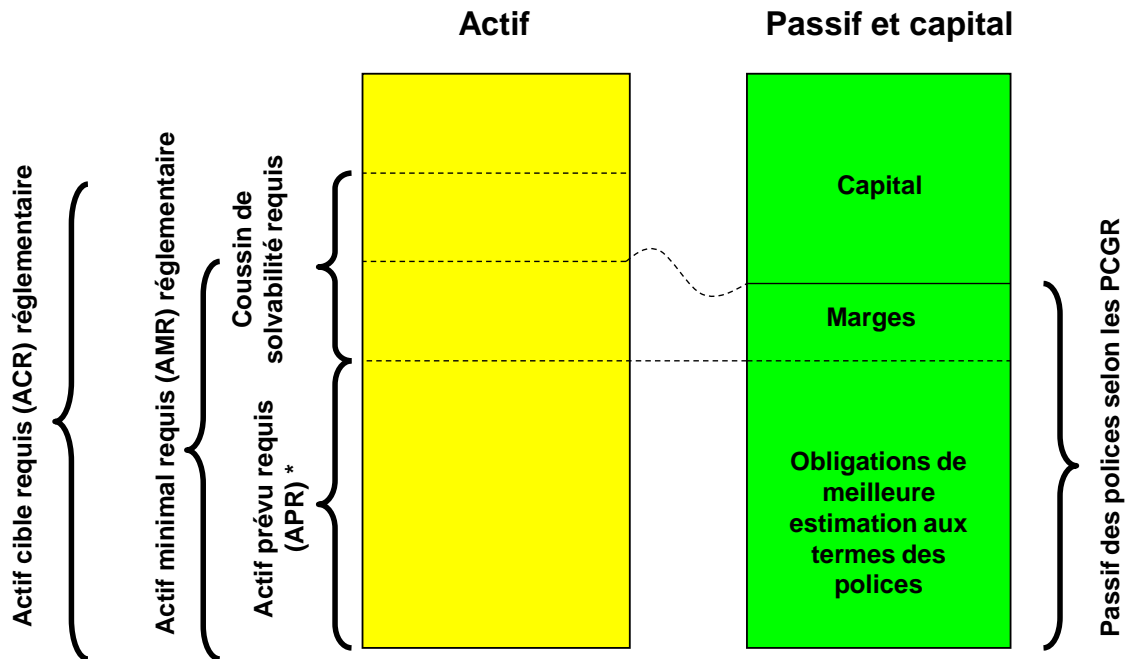 Actif
Passif et capital
Actif cible requis (ACR) réglementaire
Actif minimal requis (AMR) réglementaire
Coussin de
solvabilité requis
Actif prévu requis
(APR) *
Capital
Marges
Obligations de
meilleure
estimation aux
termes des
polices
Passif des polices selon les PCGR